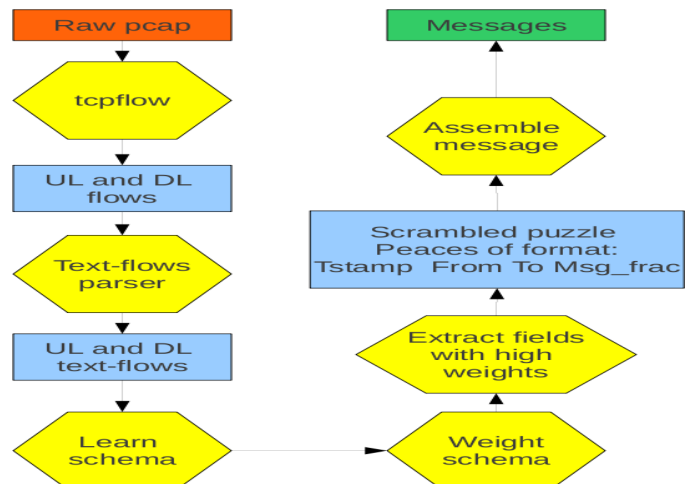 Raw pcap
tcpflow
UL and DL
flows
Text-flows
parser
UL and DL
text-flows
Learn
schema
Weight
schema
Extract fields
with high
weights
Scrambled puzzle
Peaces of format:
Tstamp From To Msg_frac
Assemble
message
Messages